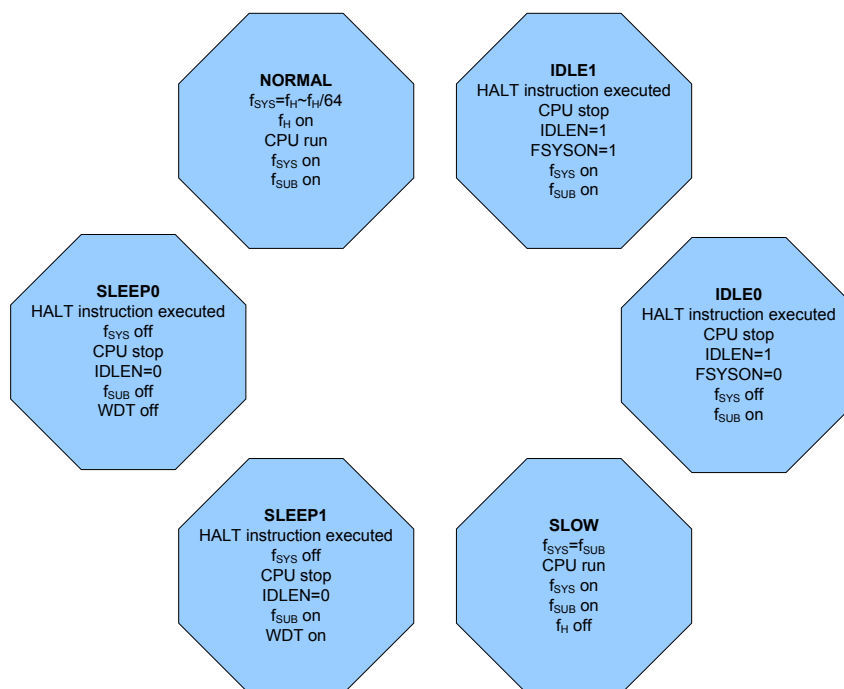 NORMAL
fSYS=fH~fH/64
fH on
CPU run
fSYS on
fSUB on
IDLE1
HALT instruction executed
CPU stop
IDLEN=1
FSYSON=1
fSYS on
fSUB on
SLEEP0
HALT instruction executed
fSYS off
CPU stop
IDLEN=0
fSUB off
WDT off
IDLE0
HALT instruction executed
CPU stop
IDLEN=1
FSYSON=0
fSYS off
fSUB on
SLEEP1
HALT instruction executed
fSYS off
CPU stop
IDLEN=0
fSUB on
WDT on
SLOW
fSYS=fSUB
CPU run
fSYS on
fSUB on
fH off